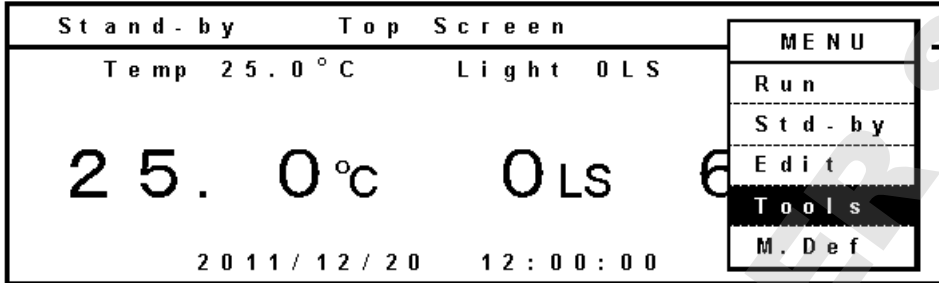 Stand-by Top Screen
Temp 25.0°C Light 0LS
25.0°C 0LS 6
2011/12/20 12:00:00
MENU
Run
Std-by
Edit
Tools
M.Def